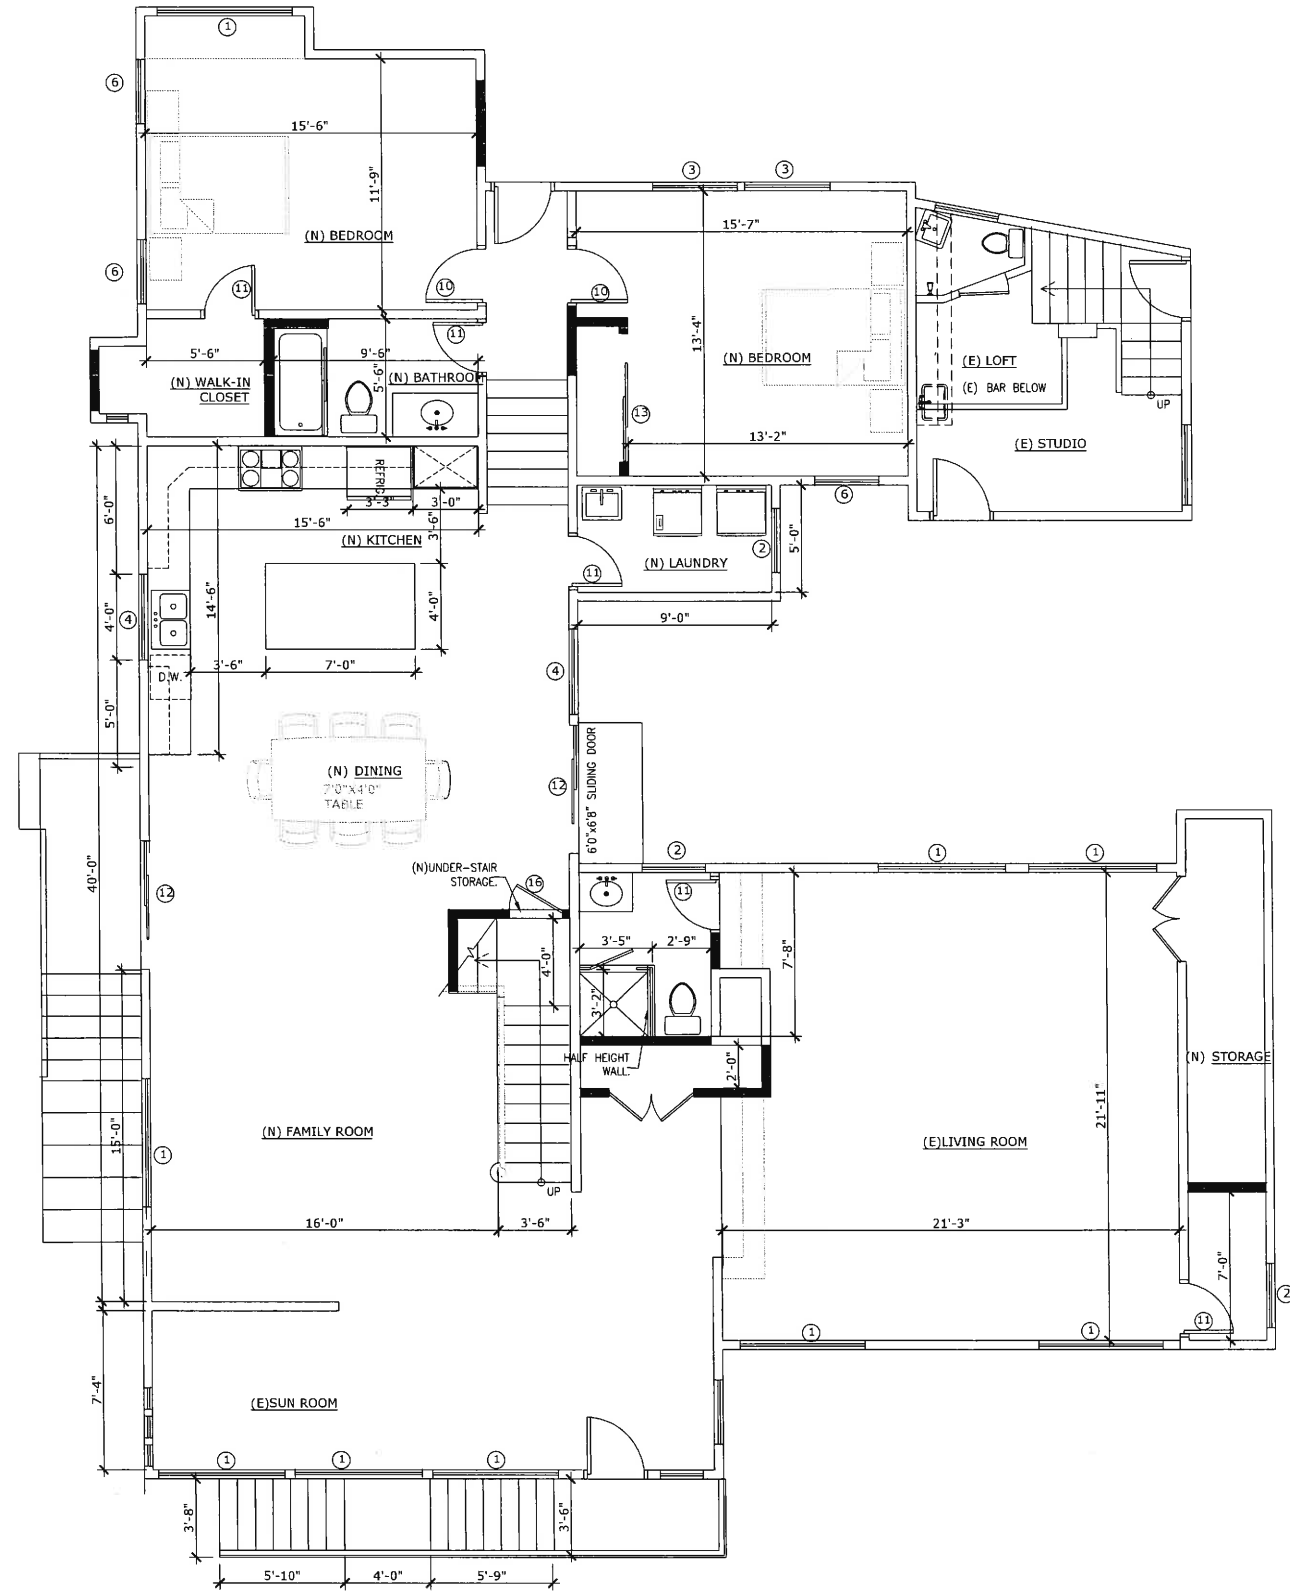 1
6
15'-6"
11'-9"
(N) BEDROOM
6
11
10
3
3
15'-7"
10
13'-4"
(N) BEDROOM
13
13'-2"
6
(E) LOFT
(E) BAR BELOW
UP
(E) STUDIO
11
5'-6"
9'-6"
5'-6"
(N) WALK-IN
CLOSET
(N) BATHROOM
REFRIG
3'-3"
3'-0"
15'-6"
3'-6"
(N) KITCHEN
6'-0"
14'-6"
4'-0"
4
4'-0"
3'-6"
7'-0"
D.W.
5'-0"
(N) LAUNDRY
11
2
5'-0"
9'-0"
4
6'0"x6'8" SLIDING DOOR
12
(N) DINING
7'0"X4'0"
TABLE
40'-0"
12
(N)UNDER-STAIR
STORAGE.
16
2
11
1
1
3'-5"
2'-9"
7'-8"
4'-0"
3'-2"
HALF HEIGHT
WALL.
2'-0"
(N) STORAGE
21'-11"
15'-0"
(N) FAMILY ROOM
1
(E)LIVING ROOM
UP
16'-0"
3'-6"
21'-3"
7'-0"
2
11
1
1
7'-4"
(E)SUN ROOM
1
1
1
3'-8"
3'-6"
5'-10"
4'-0"
5'-9"